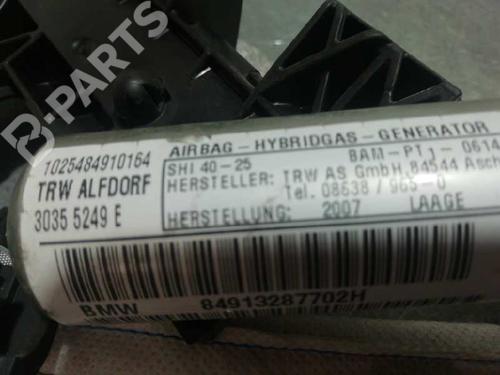 B-PARTS
1025484910164
TRW ALFDORF
3035 5249 E
AIRBAG-HYBRIDGAS-GENERATOR
SHI 40-25 BAM-PT1-0614
HERSTELLER: TRW AS GmbH, 84544 Asch
Tel. 08638 / 965-0
HERSTELLUNG: 2007 LAAGE
BMW 84913287702H